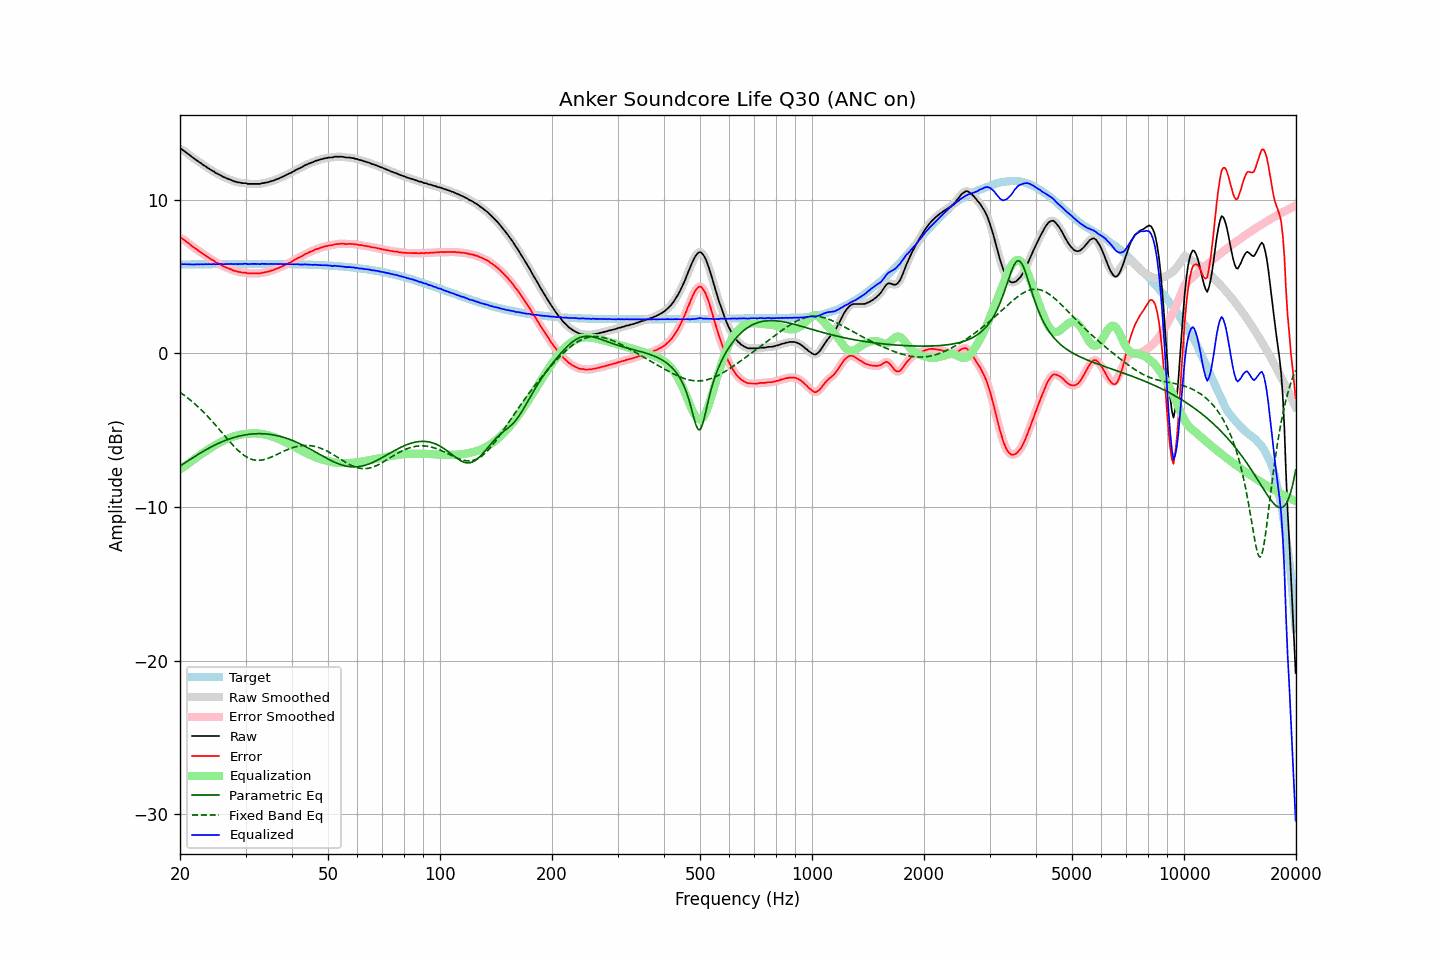 Anker Soundcore Life Q30 (ANC on)
Amplitude (dBr)
10
0
−10
−20
−30
Target
Raw Smoothed
Error Smoothed
Raw
Error
Equalization
Parametric Eq
Fixed Band Eq
Equalized
20 50 100 200 500 1000 2000 5000 10000 20000
Frequency (Hz)